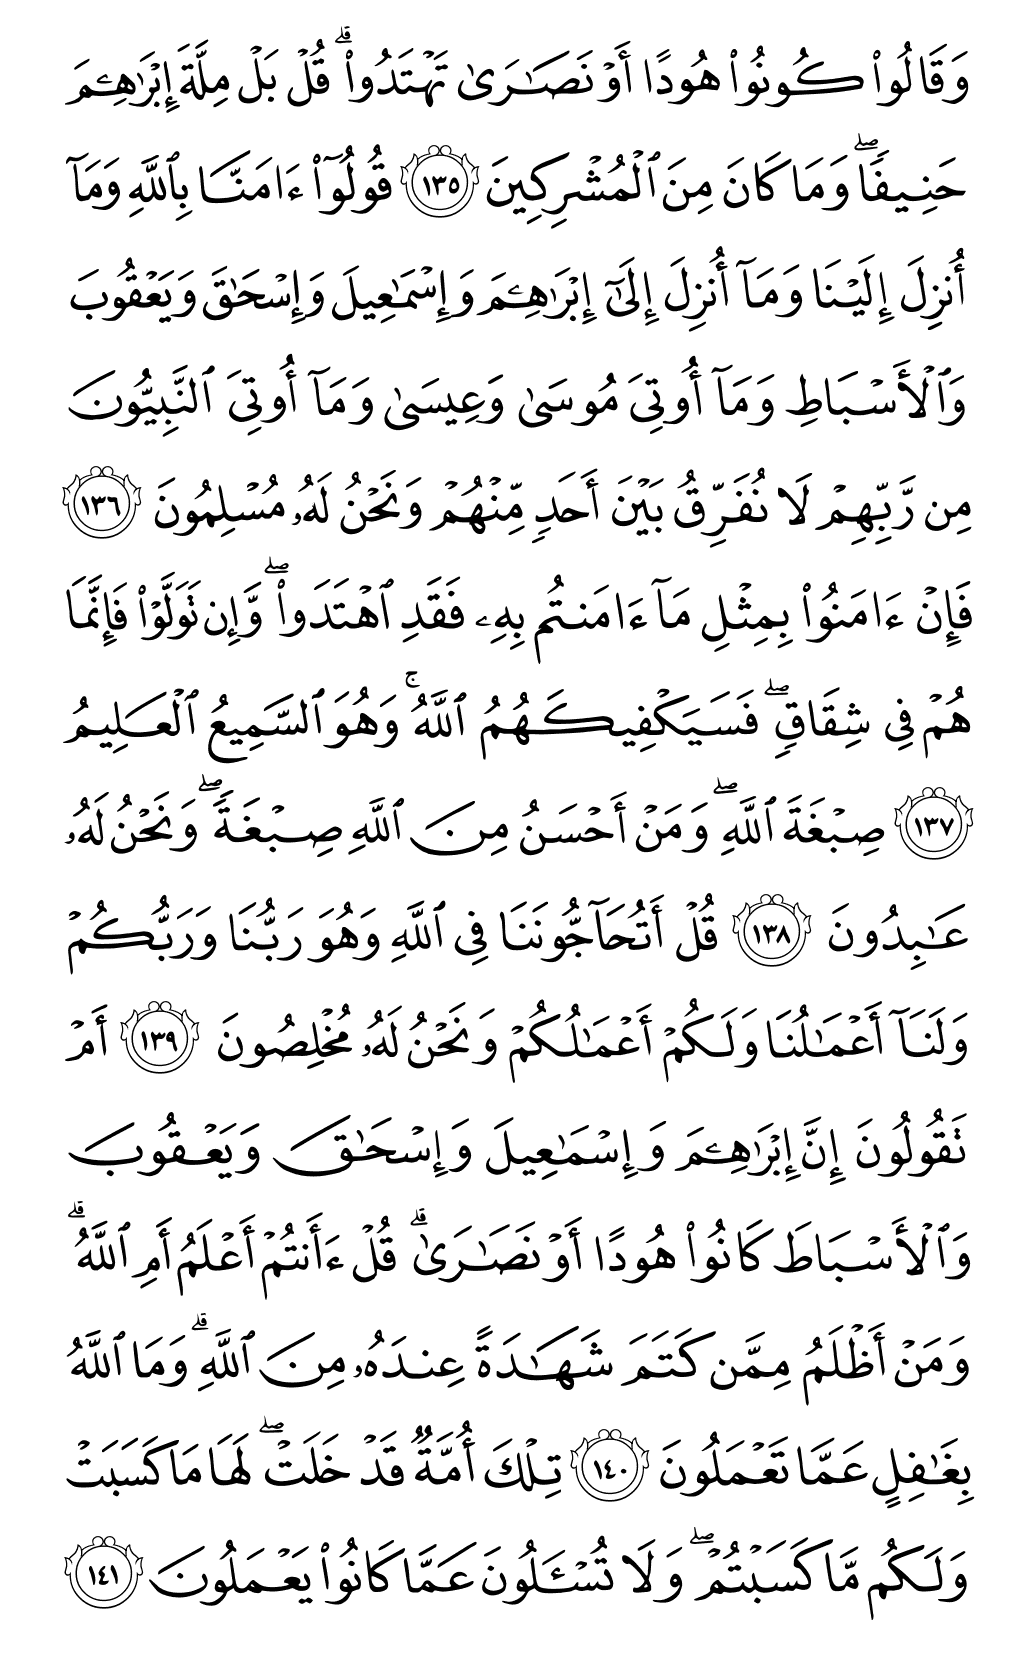 وَقَالُوا۟ كُونُوا۟ هُودًا أَوْ نَصَـٰرَىٰ تَهْتَدُوا۟ ۗ قُلْ بَلْ مِلَّةَ إِبْرَٰهِـۧمَ
حَنِيفًا ۖ وَمَا كَانَ مِنَ ٱلْمُشْرِكِينَ ١٣٥ قُولُوٓا۟ ءَامَنَّا بِٱللَّهِ وَمَآ
أُنزِلَ إِلَيْنَا وَمَآ أُنزِلَ إِلَىٰٓ إِبْرَٰهِـۧمَ وَإِسْمَـٰعِيلَ وَإِسْحَـٰقَ وَيَعْقُوبَ
وَٱلْأَسْبَاطِ وَمَآ أُوتِىَ مُوسَىٰ وَعِيسَىٰ وَمَآ أُوتِىَ ٱلنَّبِيُّونَ
مِن رَّبِّهِمْ لَا نُفَرِّقُ بَيْنَ أَحَدٍ مِّنْهُمْ وَنَحْنُ لَهُۥ مُسْلِمُونَ ١٣٦
فَإِنْ ءَامَنُوا۟ بِمِثْلِ مَآ ءَامَنتُم بِهِۦ فَقَدِ ٱهْتَدَوا۟ ۖ وَّإِن تَوَلَّوْا۟ فَإِنَّمَا
هُمْ فِى شِقَاقٍ ۖ فَسَيَكْفِيكَهُمُ ٱللَّهُ ۚ وَهُوَ ٱلسَّمِيعُ ٱلْعَلِيمُ
١٣٧ صِبْغَةَ ٱللَّهِ ۖ وَمَنْ أَحْسَنُ مِنَ ٱللَّهِ صِبْغَةً ۖ وَنَحْنُ لَهُۥ
عَـٰبِدُونَ ١٣٨ قُلْ أَتُحَآجُّونَنَا فِى ٱللَّهِ وَهُوَ رَبُّنَا وَرَبُّكُمْ
وَلَنَآ أَعْمَـٰلُنَا وَلَكُمْ أَعْمَـٰلُكُمْ وَنَحْنُ لَهُۥ مُخْلِصُونَ ١٣٩ أَمْ
تَقُولُونَ إِنَّ إِبْرَٰهِـۧمَ وَإِسْمَـٰعِيلَ وَإِسْحَـٰقَ وَيَعْقُوبَ
وَٱلْأَسْبَاطَ كَانُوا۟ هُودًا أَوْ نَصَـٰرَىٰ ۗ قُلْ ءَأَنتُمْ أَعْلَمُ أَمِ ٱللَّهُ ۗ
وَمَنْ أَظْلَمُ مِمَّن كَتَمَ شَهَـٰدَةً عِندَهُۥ مِنَ ٱللَّهِ ۗ وَمَا ٱللَّهُ
بِغَـٰفِلٍ عَمَّا تَعْمَلُونَ ١٤٠ تِلْكَ أُمَّةٌ قَدْ خَلَتْ ۖ لَهَا مَا كَسَبَتْ
وَلَكُم مَّا كَسَبْتُمْ ۖ وَلَا تُسْـَٔلُونَ عَمَّا كَانُوا۟ يَعْمَلُونَ ١٤١